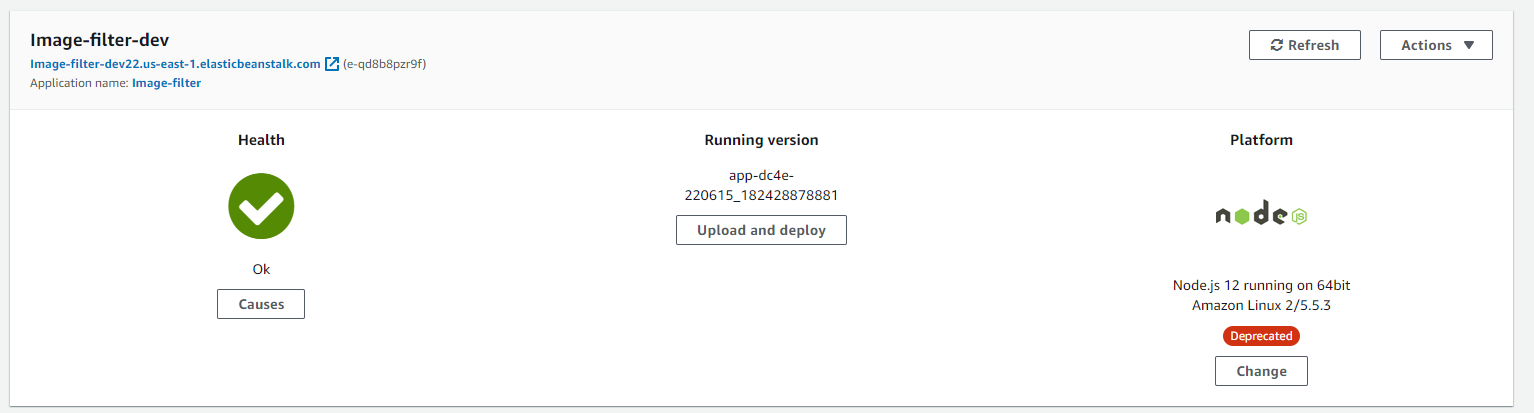 Image-filter-dev
Image-filter-dev22.us-east-1.elasticbeanstalk.com (e-qd8b8pzr9f)
Application name: Image-filter
Refresh
Actions
Health
Ok
Causes
Running version
app-dc4e-
220615_182428878881
Upload and deploy
Platform
node JS
Node.js 12 running on 64bit
Amazon Linux 2/5.5.3
Deprecated
Change